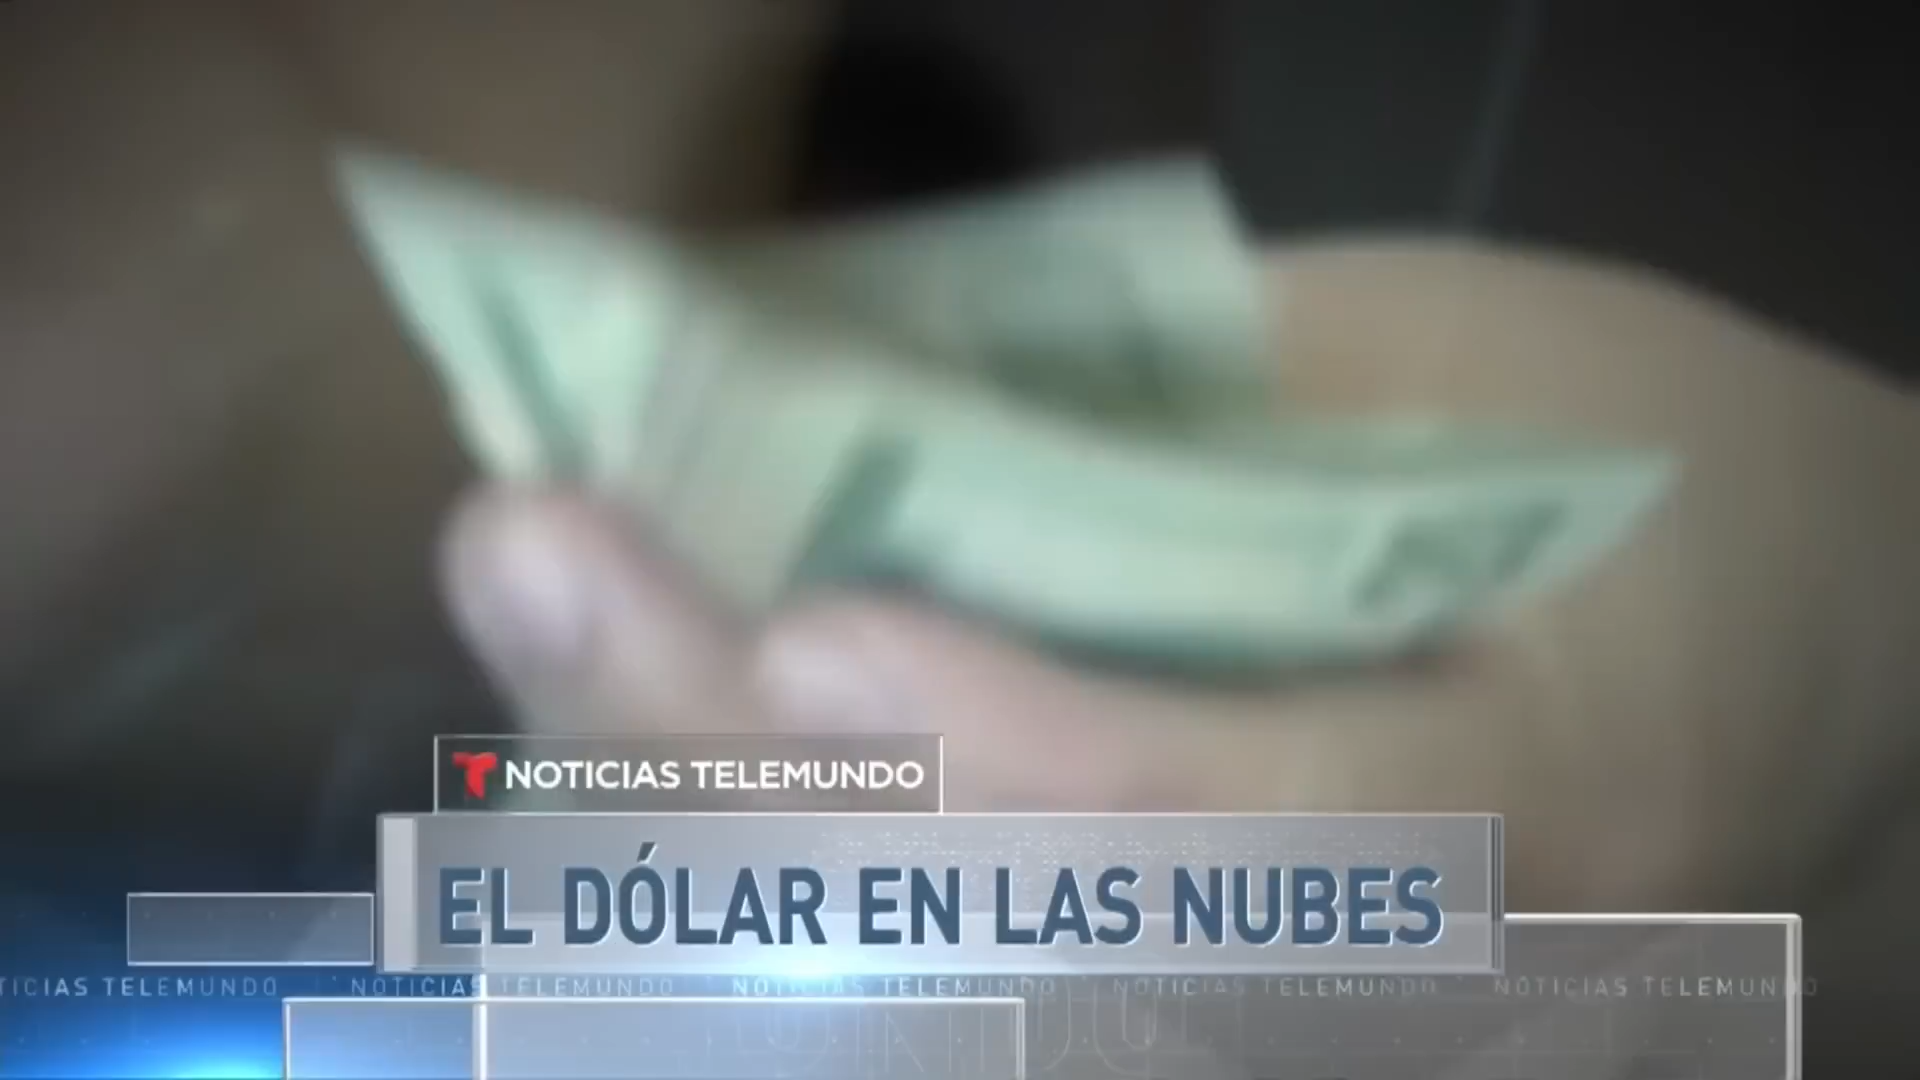 NOTICIAS TELEMUNDO
EL DÓLAR EN LAS NUBES
TICIAS TELEMUNDO NOTICIAS TELEMUNDO NOTICIAS TELEMUNDO NOTICIAS TELEMUNDO NOTICIAS TELEMUNDO